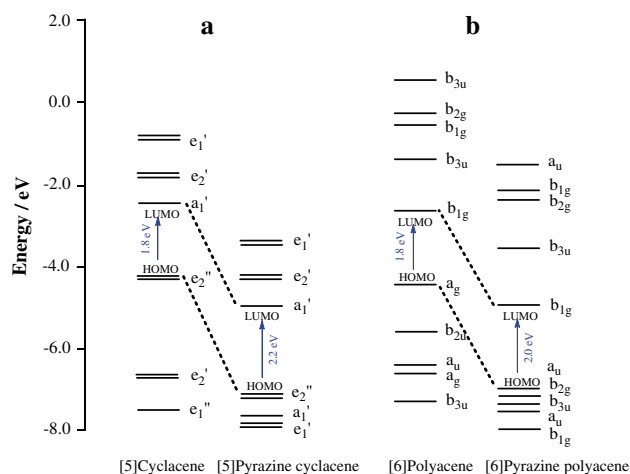 a
b
2.0
0.0
-2.0
-4.0
-6.0
-8.0
Energy / eV
e1'
e2'
a1'
LUMO
1.8 eV
HOMO
e2"
e2'
e1"
e1'
e2'
a1'
LUMO
2.2 eV
HOMO
e2"
a1'
e1'
b3u
b2g
b1g
b3u
b1g
LUMO
1.8 eV
HOMO
ag
b2u
au
ag
b3u
au
b1g
b2g
b3u
b1g
LUMO
2.0 eV
HOMO
au
b2g
b3u
au
b1g
[5]Cyclacene
[5]Pyrazine cyclacene
[6]Polyacene
[6]Pyrazine polyacene